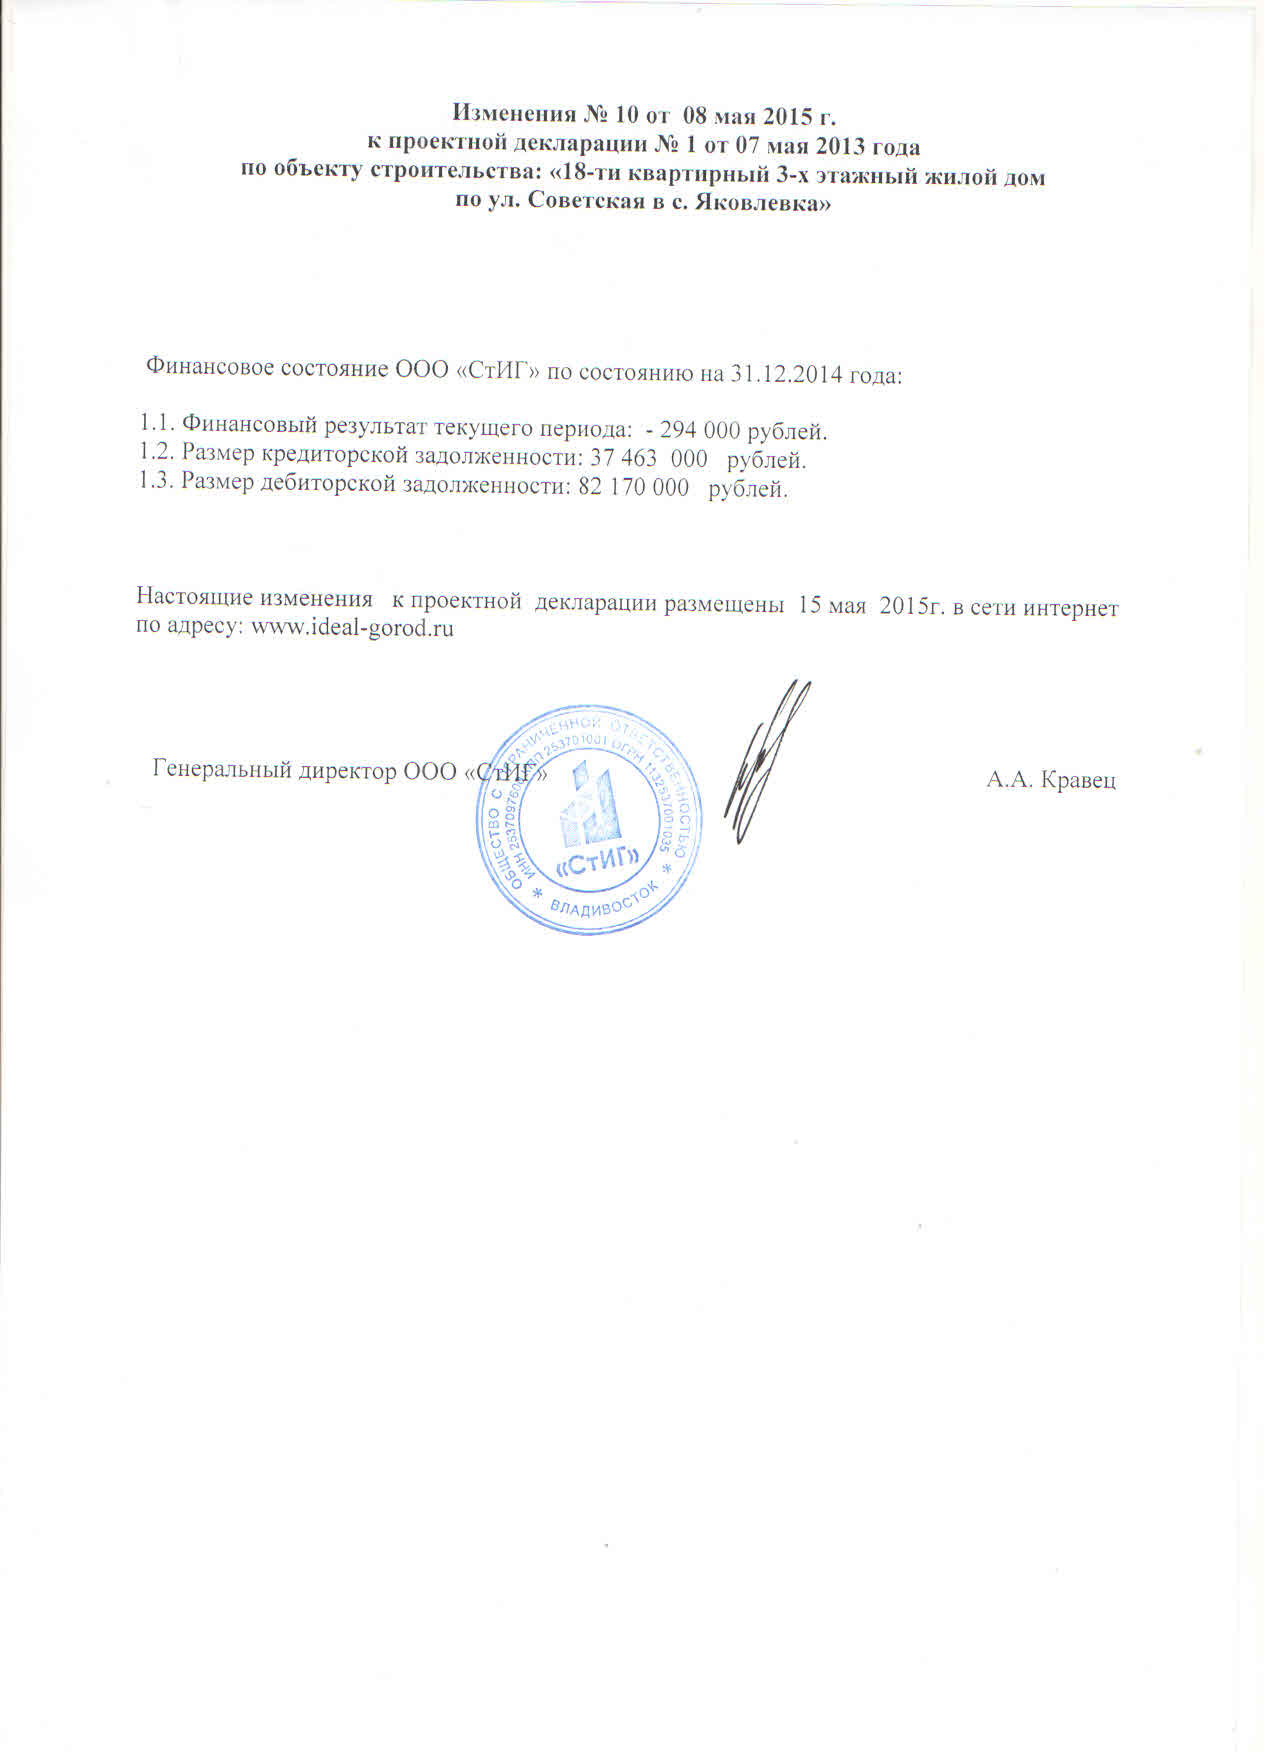 Изменения № 10 от 08 мая 2015 г.
к проектной декларации № 1 от 07 мая 2013 года
по объекту строительства: «18-ти квартирный 3-х этажный жилой дом
по ул. Советская в с. Яковлевка»
Финансовое состояние ООО «СтИГ» по состоянию на 31.12.2014 года:
1.1. Финансовый результат текущего периода: - 294 000 рублей.
1.2. Размер кредиторской задолженности: 37 463 000 рублей.
1.3. Размер дебиторской задолженности: 82 170 000 рублей.
Настоящие изменения к проектной декларации размещены 15 мая 2015г. в сети интернет
по адресу: www.ideal-gorod.ru
Генеральный директор ООО «СтИГ»
А.А. Кравец
ОБЩЕСТВО С ОГРАНИЧЕННОЙ ОТВЕТСТВЕННОСТЬЮ
ИНН 253701001 ОГРН
«СтИГ»
* ВЛАДИВОСТОК *